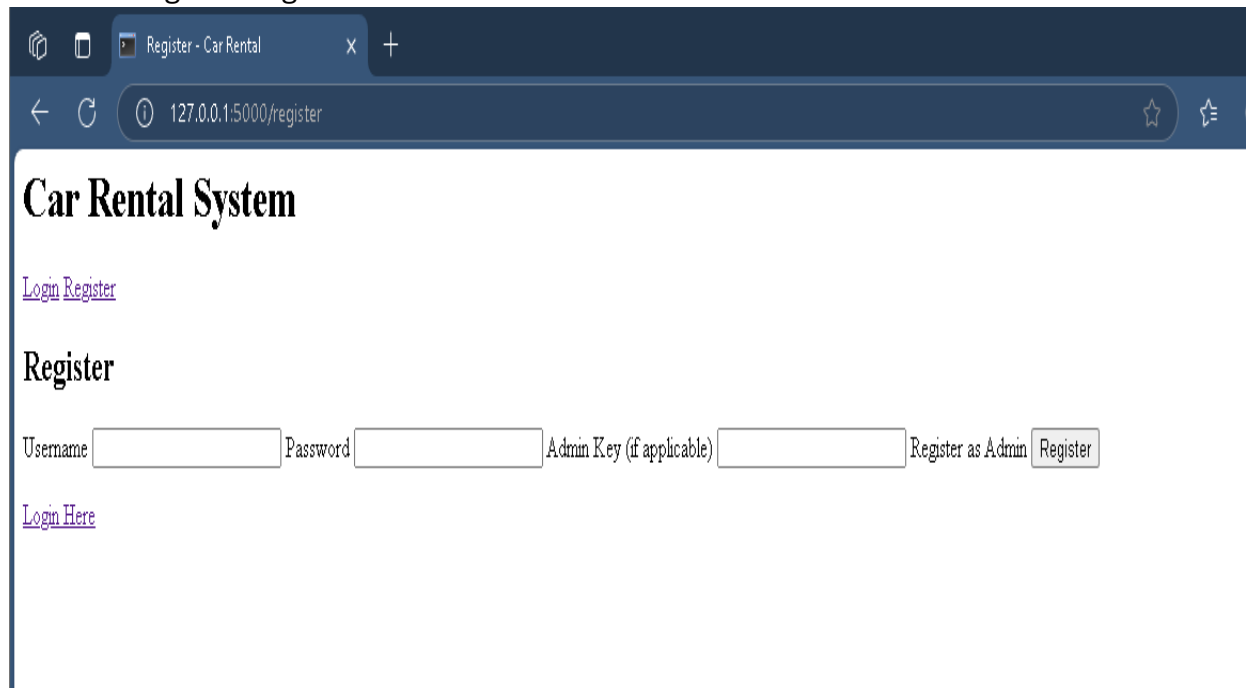 Register - Car Rental
127.0.0.1:5000/register
Car Rental System
Login Register
Register
Username Password Admin Key (if applicable) Register as Admin Register
Login Here